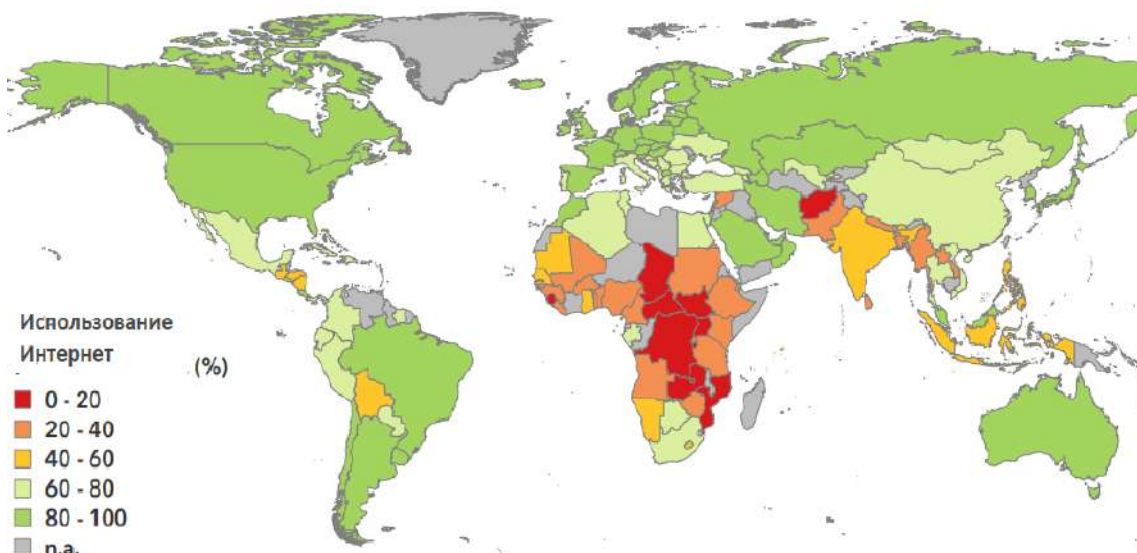 Использование
Интернет
(%)
0 - 20
20 - 40
40 - 60
60 - 80
80 - 100
n.a.